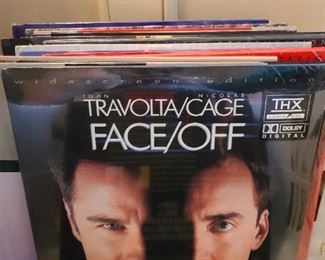 widescreen edition
JOHN NICOLAS
TRAVOLTA/CAGE
FACE/OFF
THX
DOLBY
DIGITAL